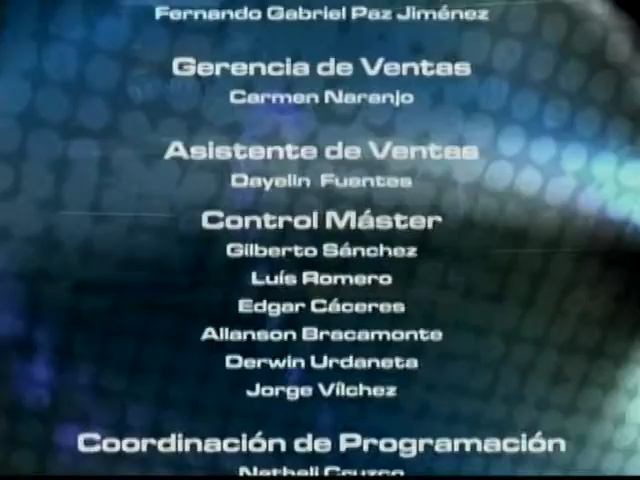 Fernando Gabriel Paz Jiménez
Gerencia de Ventas
Carmen Naranjo
Asistente de Ventas
Dayelin Fuentes
Control Máster
Gilberto Sánchez
Luís Romero
Edgar Cáceres
Allanson Bracamonte
Derwin Urdaneta
Jorge Vílchez
Coordinación de Programación